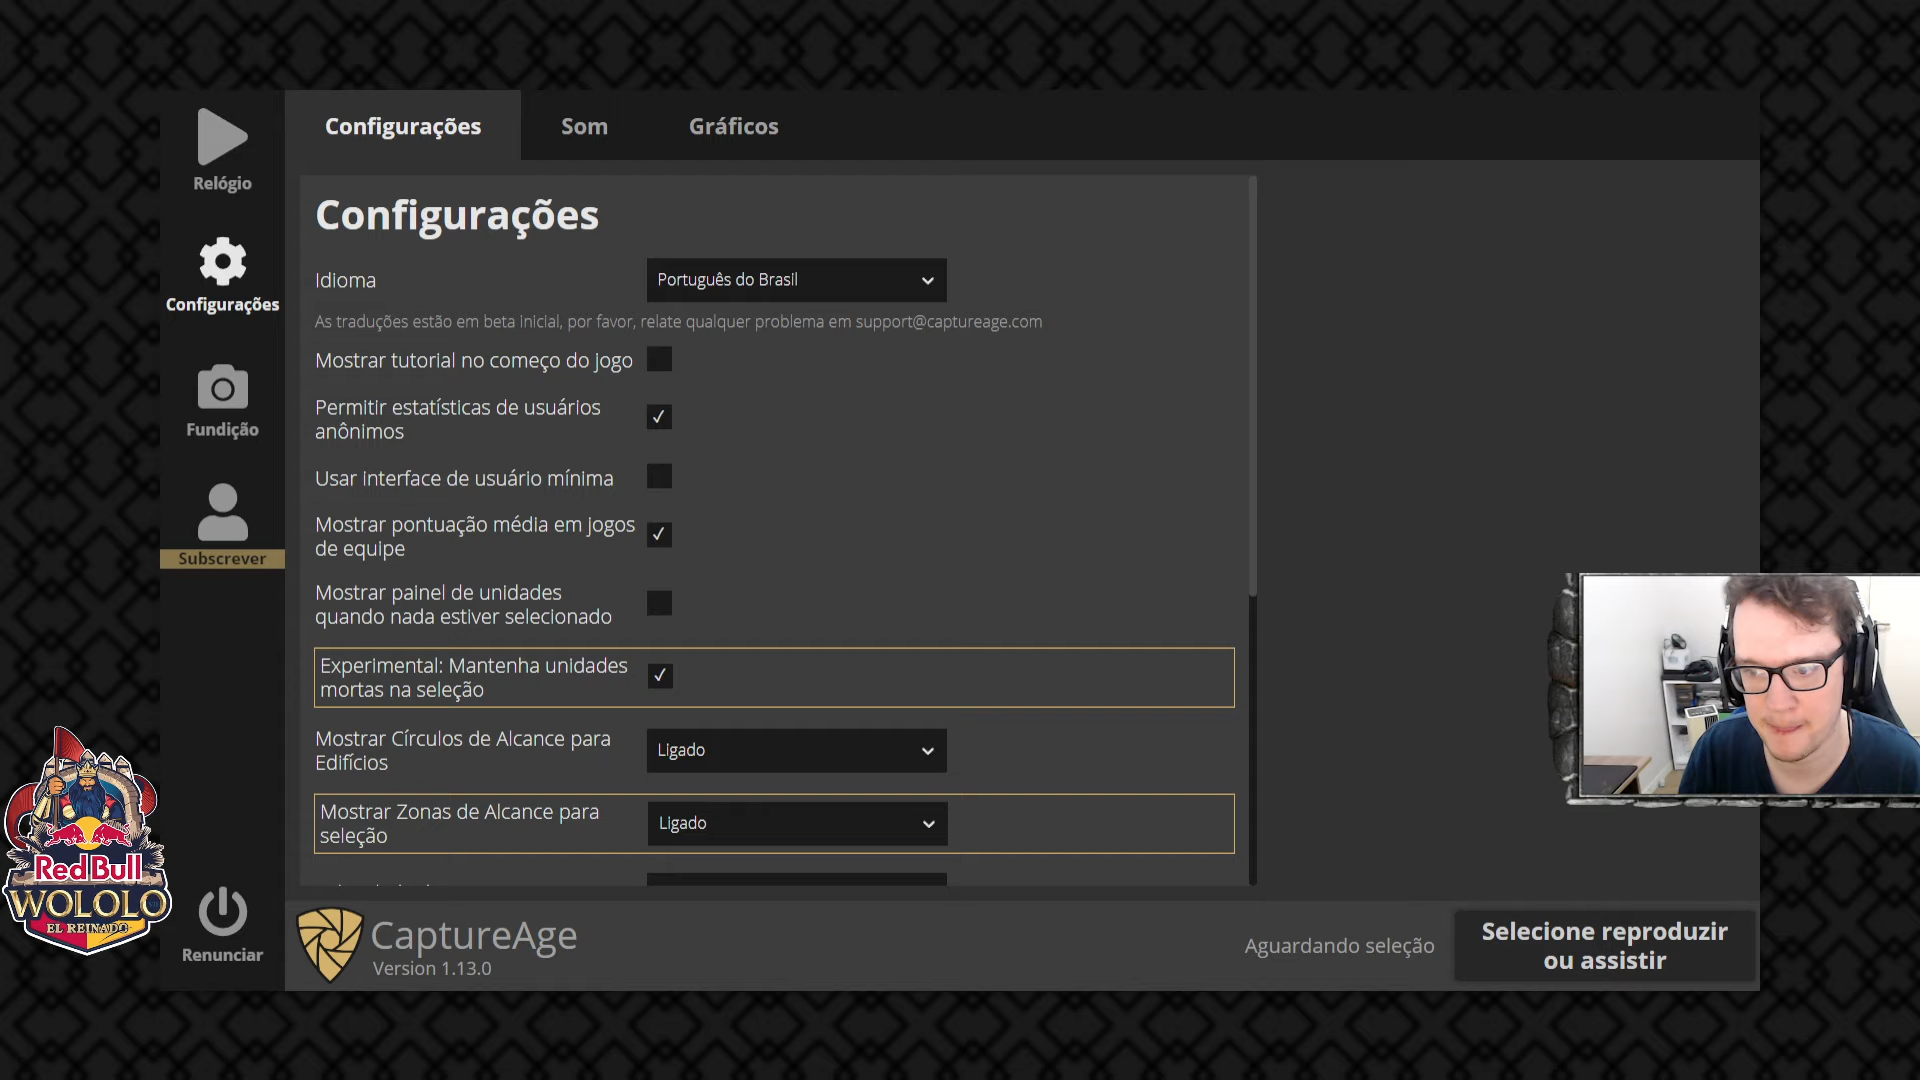 Configurações
Som
Gráficos
Relógio
Configurações
Fundição
Subscrever
Renunciar
Configurações
Idioma
Português do Brasil
As traduções estão em beta inicial, por favor, relate qualquer problema em support@captureage.com
Mostrar tutorial no começo do jogo
Permitir estatísticas de usuários
anônimos
Usar interface de usuário mínima
Mostrar pontuação média em jogos
de equipe
Mostrar painel de unidades
quando nada estiver selecionado
Experimental: Mantenha unidades
mortas na seleção
Mostrar Círculos de Alcance para
Edifícios
Ligado
Mostrar Zonas de Alcance para
seleção
Ligado
Red Bull
WOLOLO
EL REINADO
CaptureAge
Version 1.13.0
Aguardando seleção
Selecione reproduzir
ou assistir